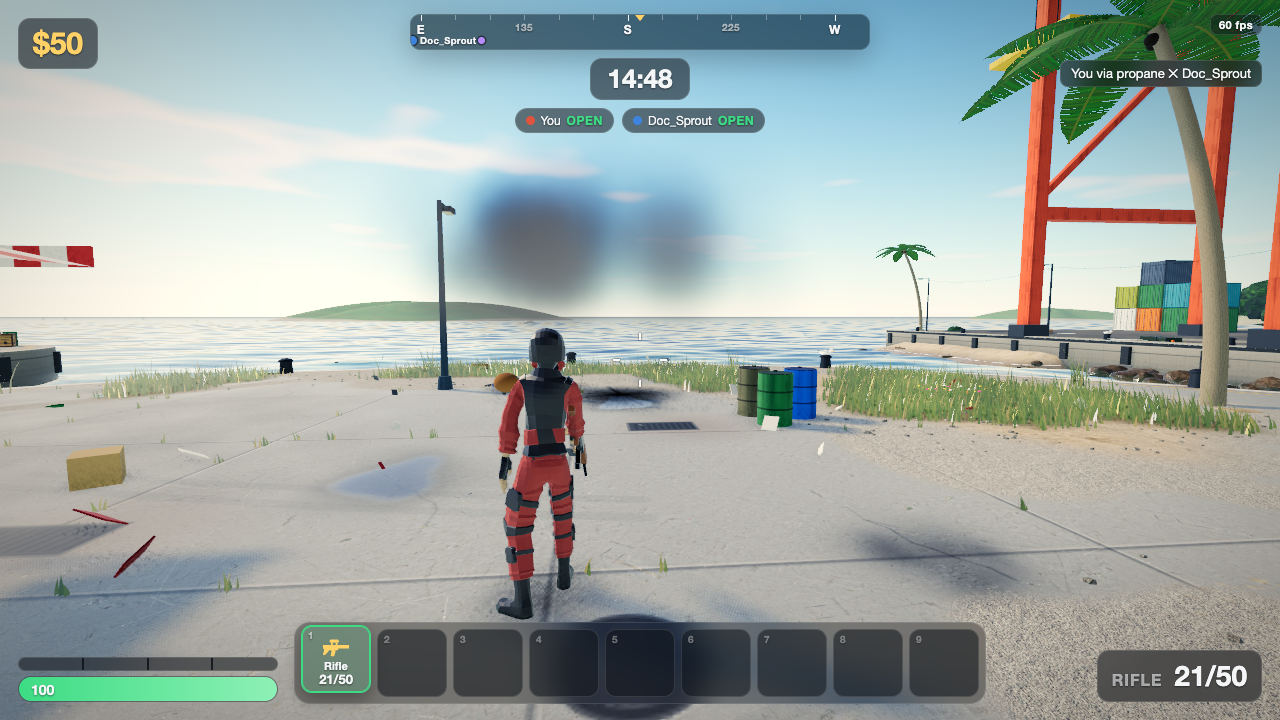 $50
E 135 S 225 W
Doc_Sprout
60 fps
14:48
You via propane ✕ Doc_Sprout
You OPEN
Doc_Sprout OPEN
1 2 3 4 5 6 7 8 9
Rifle
21/50
100
RIFLE 21/50